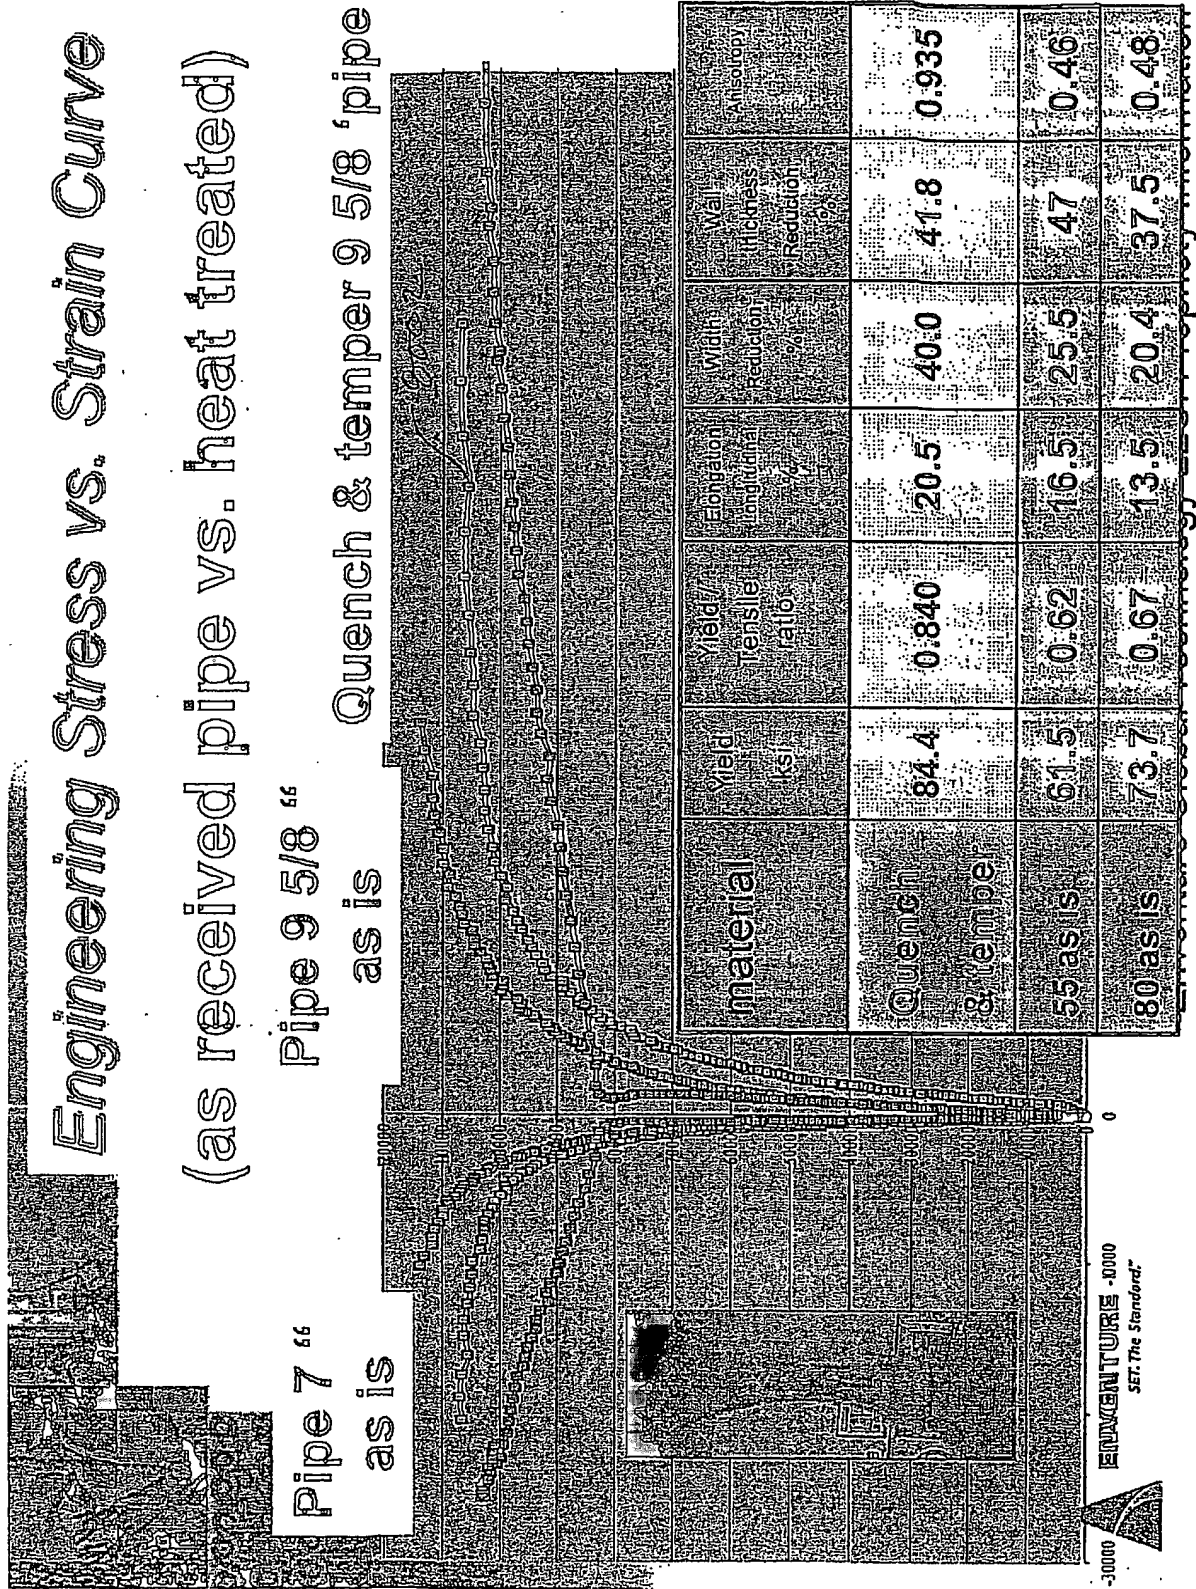 Engineering Stress vs. Strain Curve
(as received pipe vs. heat treated)
Pipe 7 "
as is
Pipe 9 5/8 "
as is
Quench & temper 9 5/8 'pipe
material
Yield
ksi
Yield//
Tensile
ratio
Elongation
longitudinal
%
Width
Reduction
%
Wall
thickness
Reduction
%
Anisotropy
Quench
& tempe
84.4
0.840
20.5
40.0
41.8
0.935
55 as is
61.5
0.62
16.5
25.5
47
0.46
80 as is
73.7
0.67
13.5
20.4
37.5
0.48
-30000
-10000
0
ENVENTURE
SET. The Standard.™